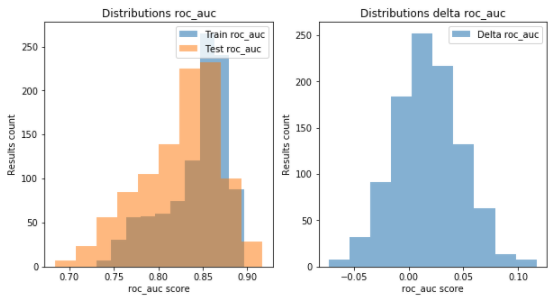 Distributions roc_auc
Train roc_auc
Test roc_auc
Results count
250
200
150
100
50
0
0.70
0.75
0.80
0.85
0.90
roc_auc score
Distributions delta roc_auc
Delta roc_auc
Results count
250
200
150
100
50
0
−0.05
0.00
0.05
0.10
roc_auc score